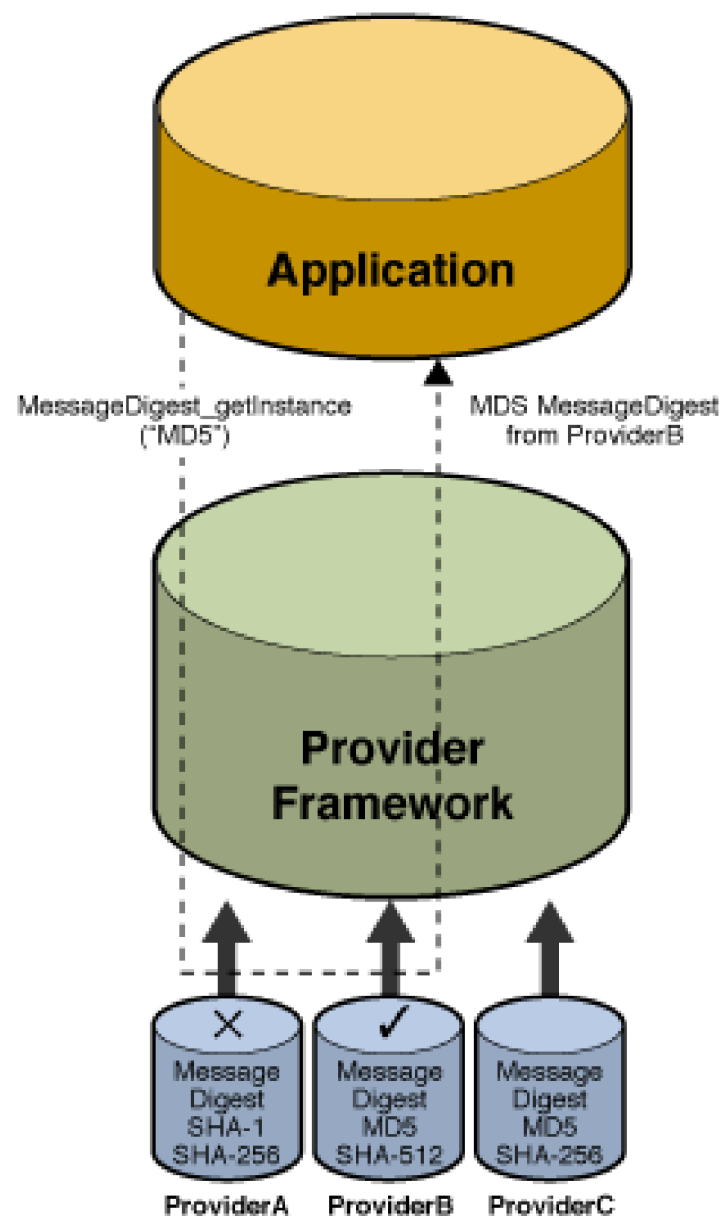 Application
MessageDigest_getInstance
("MD5")
MDS MessageDigest
from ProviderB
Provider
Framework
Message
Digest
SHA-1
SHA-256
Message
Digest
MD5
SHA-512
Message
Digest
MD5
SHA-256
ProviderA
ProviderB
ProviderC